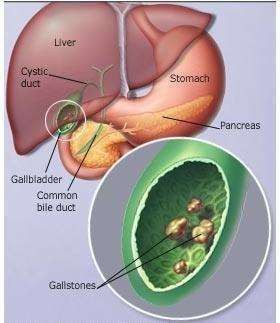 Liver
Cystic
duct
Stomach
Pancreas
Gallbladder
Common
bile duct
Gallstones